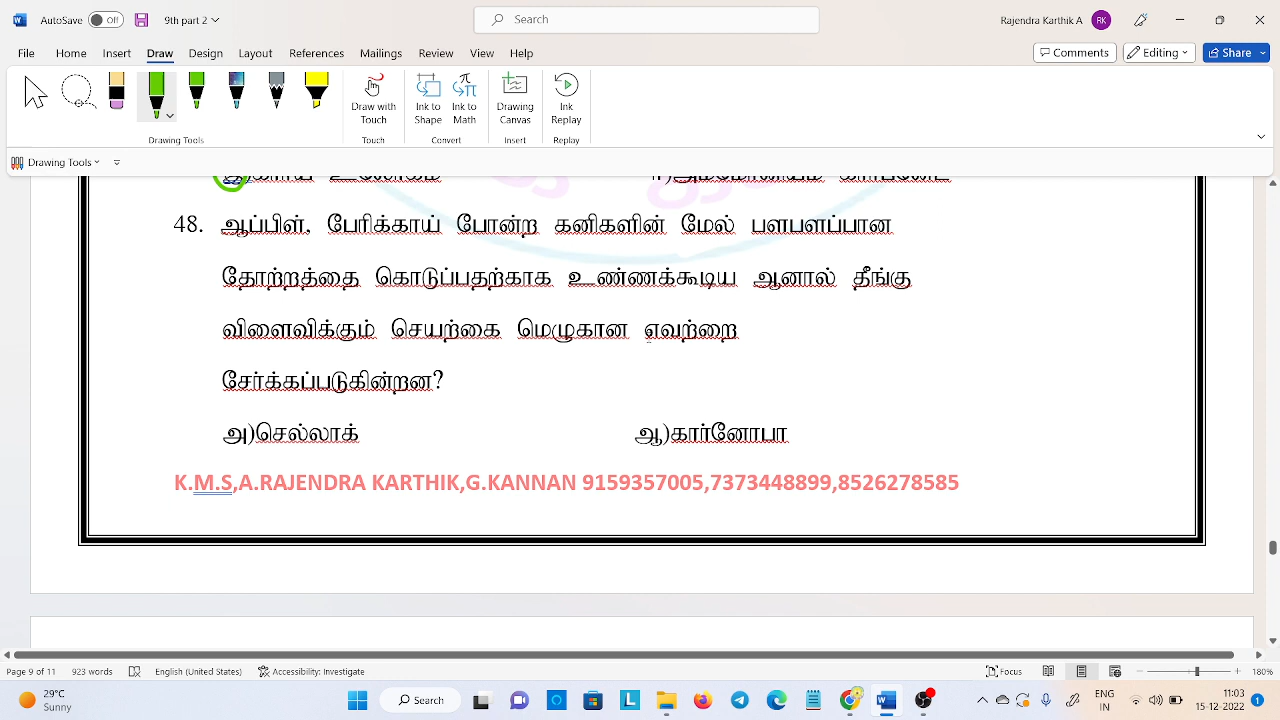 AutoSave Off 9th part Search Rajendra Karthik A RK
File Home Insert Draw Design Layout References Mailings Review View Help Comments Editing Share
Draw with Touch Ink to Shape Ink to Math Drawing Canvas Ink Replay
Drawing Tools Touch Convert Insert Replay
Drawing Tools
48. ஆப்பிள், பேரிக்காய் போன்ற கனிகளின் மேல் பளபளப்பான
தோற்றத்தை கொடுப்பதற்காக உண்ணக்கூடிய ஆனால் தீங்கு
விளைவிக்கும் செயற்கை மெழுகான எவற்றை
சேர்க்கப்படுகின்றன?
அ)செல்லாக் ஆ)கார்னோபா
K.M.S,A.RAJENDRA KARTHIK,G.KANNAN 9159357005,7373448899,8526278585
Page 9 of 11 923 words English (United States) Accessibility: Investigate Focus 180%
29°C Sunny Search ENG IN 11:03 15-12-2022 1